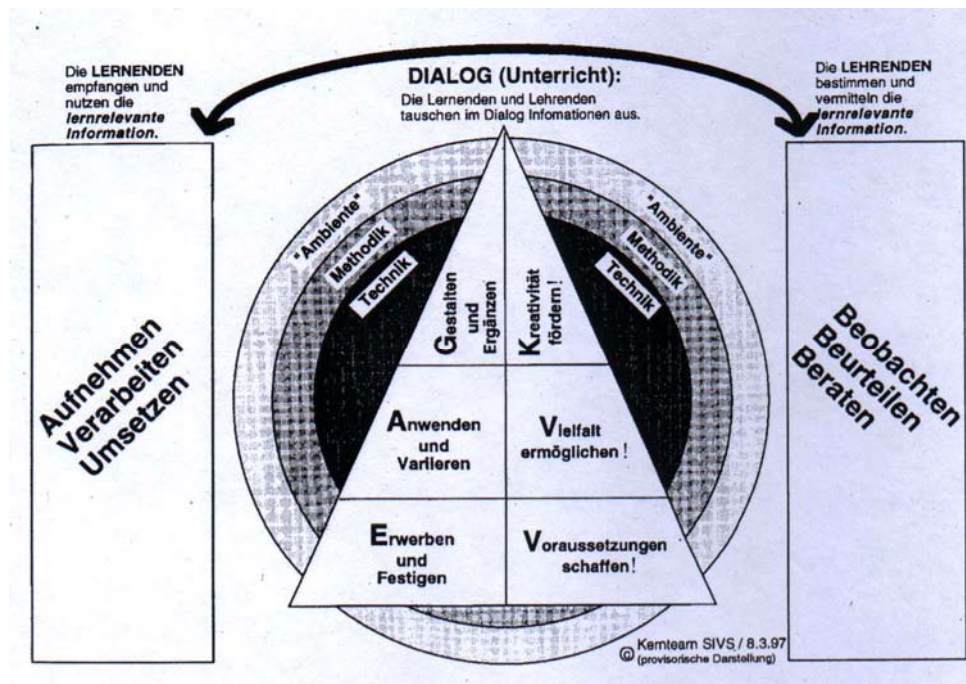 Die LERNENDEN
empfangen und
nutzen die
lernrelevante
Information.
DIALOG (Unterricht):
Die Lernenden und Lehrenden
tauschen im Dialog Infomationen aus.
Die LEHRENDEN
bestimmen und
vermitteln die
lernrelevante
Information.
Aufnehmen
Verarbeiten
Umsetzen
"Ambiente"
Methodik
Technik
"Ambiente"
Methodik
Technik
Gestalten
und
Ergänzen
Kreativität
fördern!
Anwenden
und
Variieren
Vielfalt
ermöglichen!
Erwerben
und
Festigen
Voraussetzungen
schaffen!
Beobachten
Beurteilen
Beraten
© Kernteam SIVS / 8.3.97
(provisorische Darstellung)